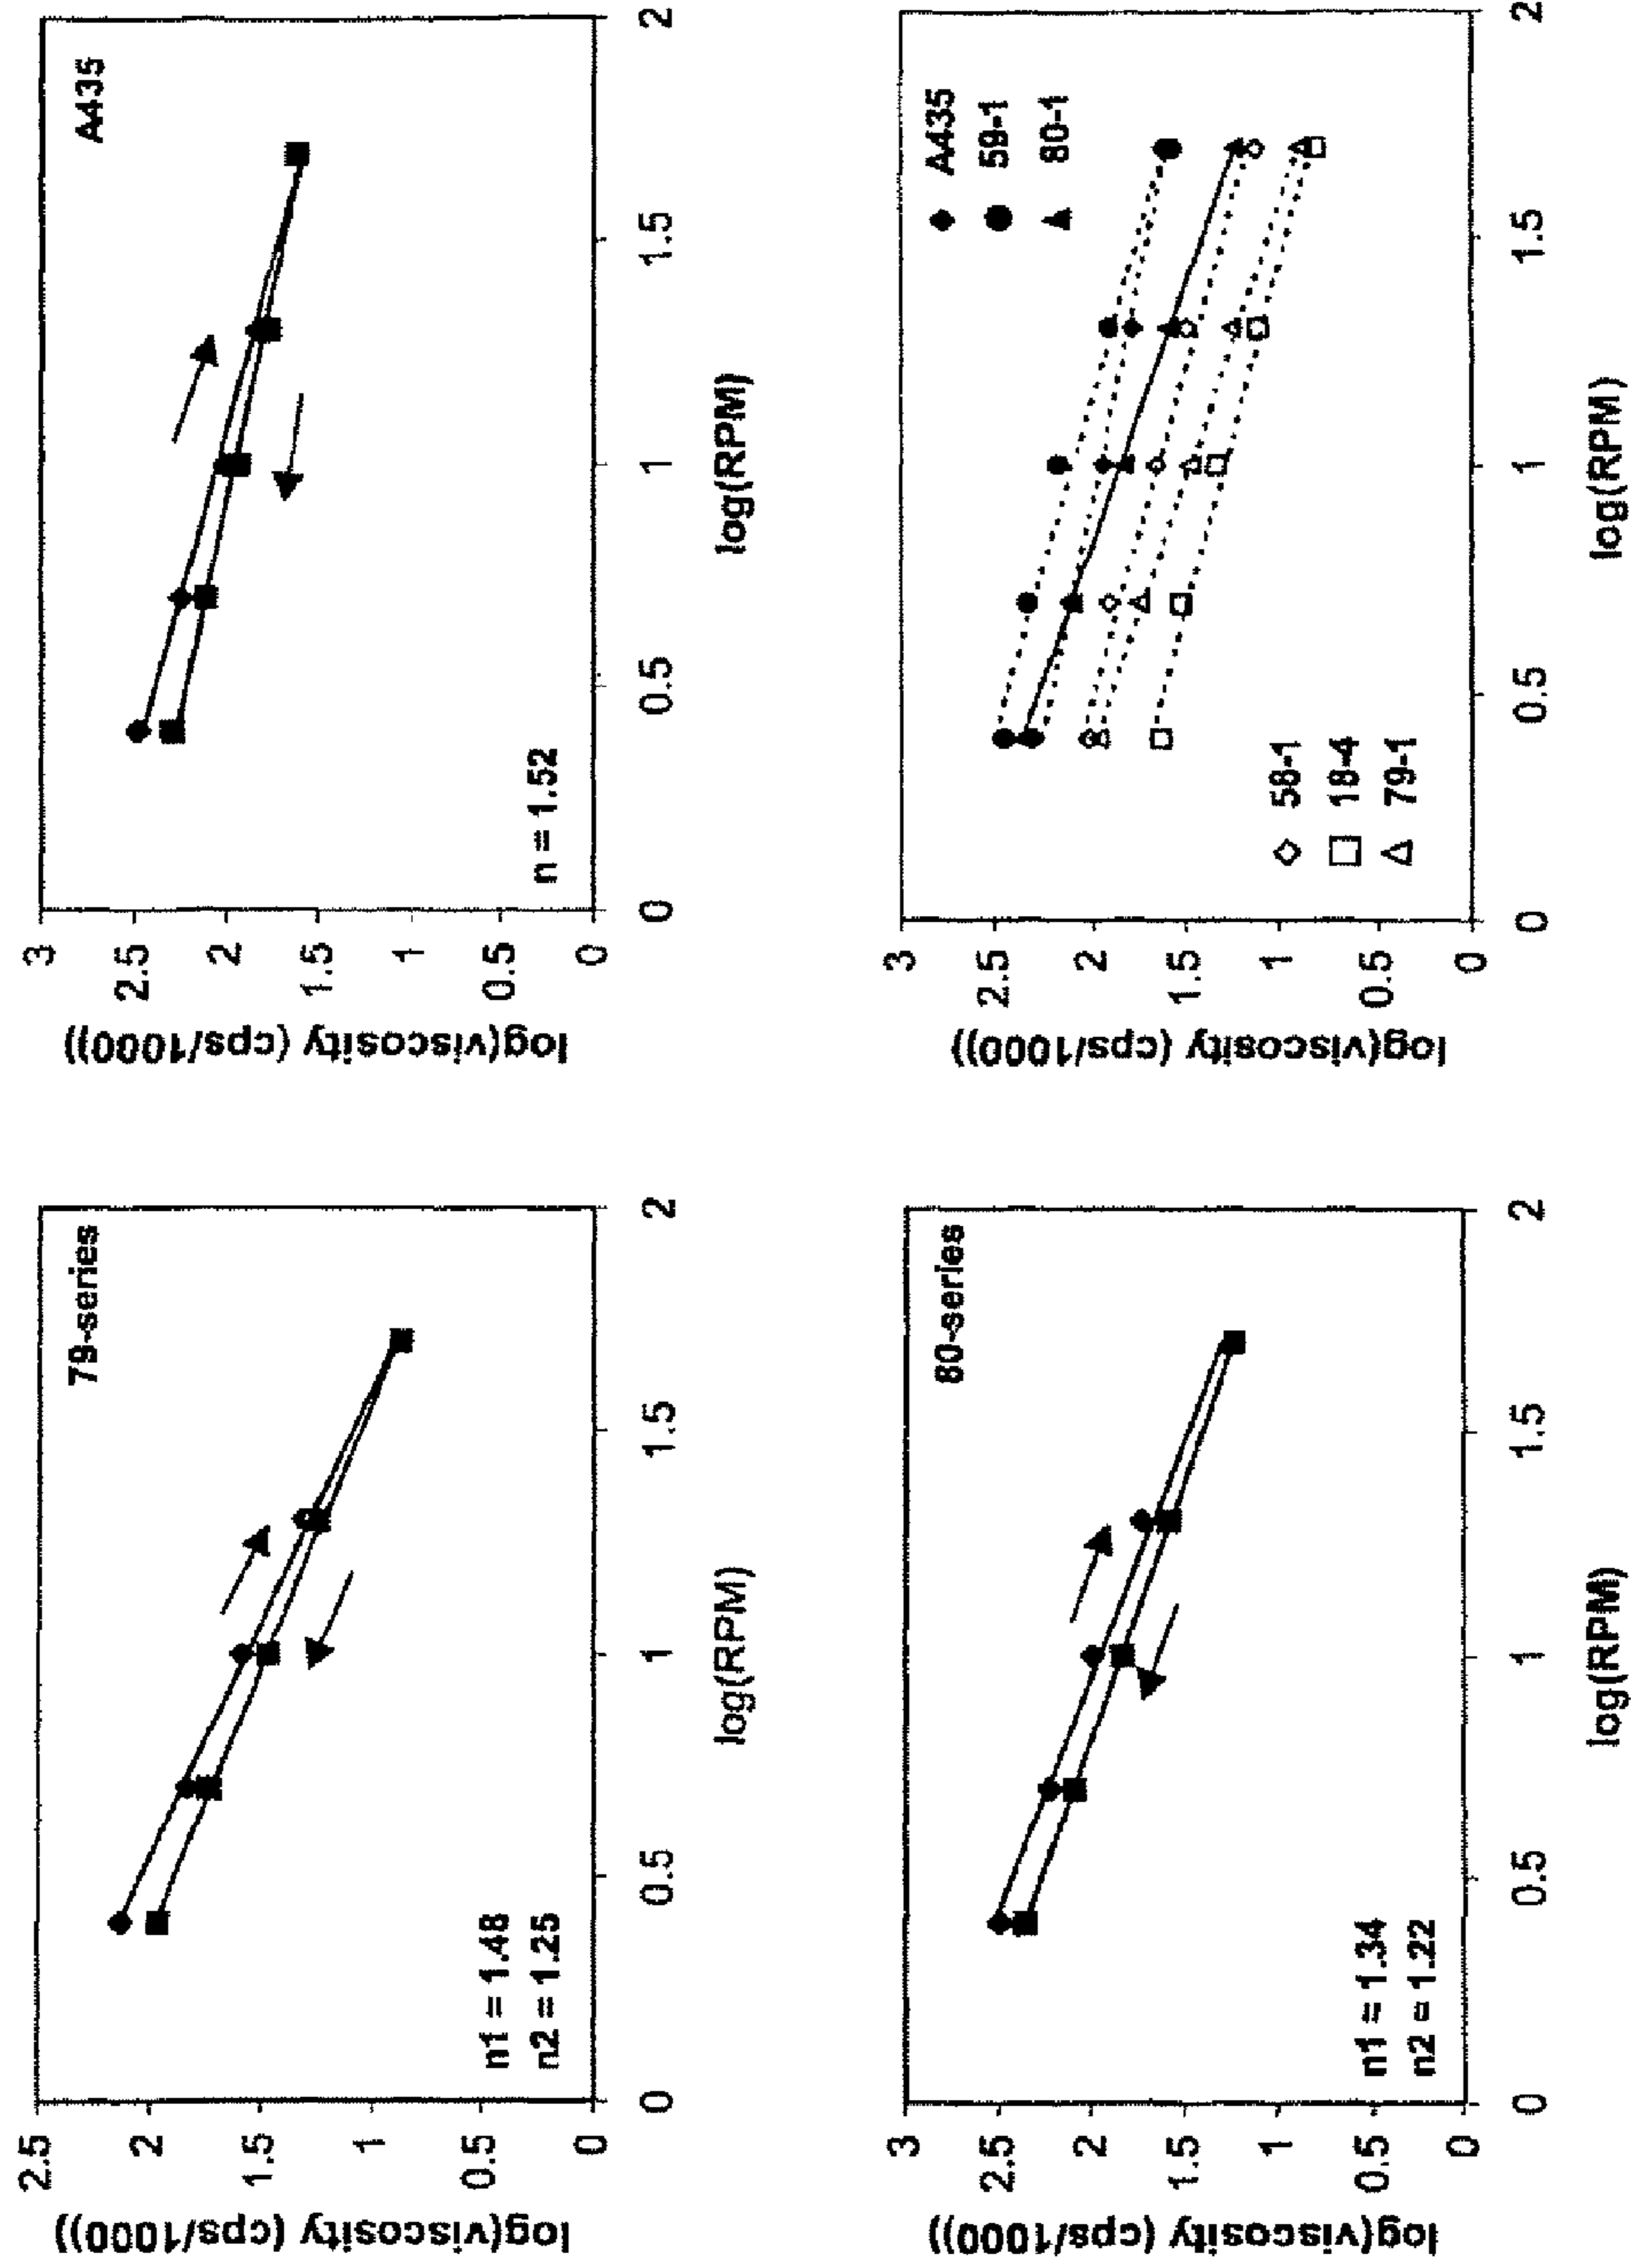 79-series
log(viscosity (cps/1000))
2.5
2
1.5
1
0.5
0
n1 = 1.48
n2 = 1.25
0 0.5 1 1.5 2
log(RPM)
A435
log(viscosity (cps/1000))
3
2.5
2
1.5
1
0.5
0
n = 1.52
0 0.5 1 1.5 2
log(RPM)
80-series
log(viscosity (cps/1000))
3
2.5
2
1.5
1
0.5
0
n1 = 1.34
n2 = 1.22
0 0.5 1 1.5 2
log(RPM)
log(viscosity (cps/1000))
3
2.5
2
1.5
1
0.5
0
A435
59-1
80-1
58-1
18-4
79-1
0 0.5 1 1.5 2
log(RPM)